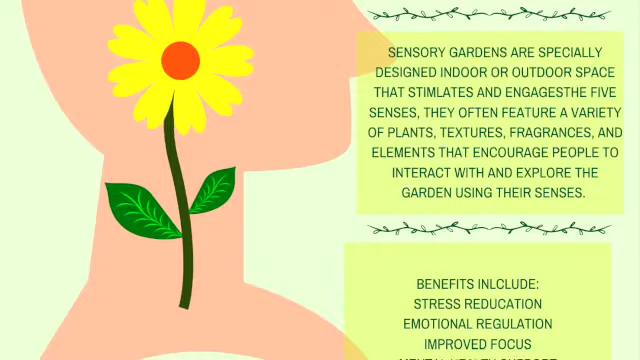 SENSORY GARDENS ARE SPECIALLY
DESIGNED INDOOR OR OUTDOOR SPACE
THAT STIMLATES AND ENGAGESTHE FIVE
SENSES, THEY OFTEN FEATURE A VARIETY
OF PLANTS, TEXTURES, FRAGRANCES, AND
ELEMENTS THAT ENCOURAGE PEOPLE TO
INTERACT WITH AND EXPLORE THE
GARDEN USING THEIR SENSES.
BENEFITS INLCLUDE:
STRESS REDUCATION
EMOTIONAL REGULATION
IMPROVED FOCUS